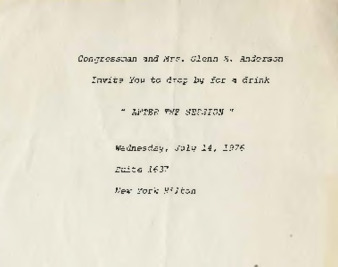 Congressman and Mrs. Glenn M. Anderson
Invite You to drop by for a drink
" AFTER THE SESSION "
Wednesday, July 14, 1976
Suite 1637
New York Hilton